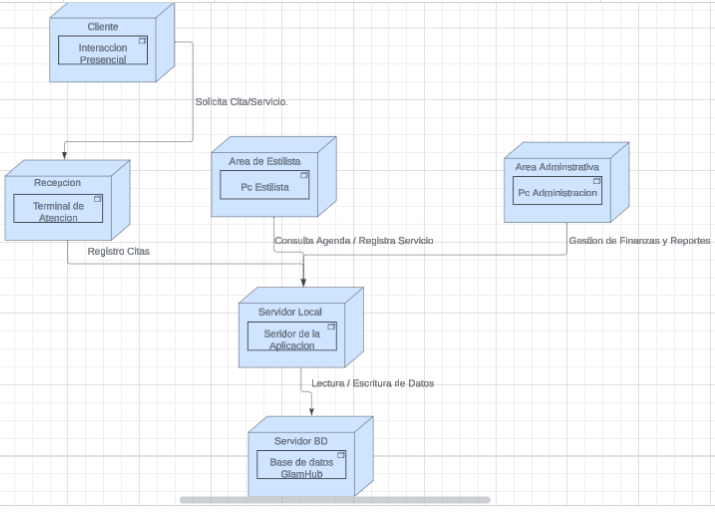 Cliente
Interaccion
Presencial
Solicita Cita/Servicio.
Recepcion
Terminal de
Atencion
Area de Estilista
Pc Estilista
Area Adminstrativa
Pc Administracion
Registro Citas
Consulta Agenda / Registra Servicio
Gestion de Finanzas y Reportes
Servidor Local
Seridor de la
Aplicacion
Lectura / Escritura de Datos
Servidor BD
Base de datos
GlamHub